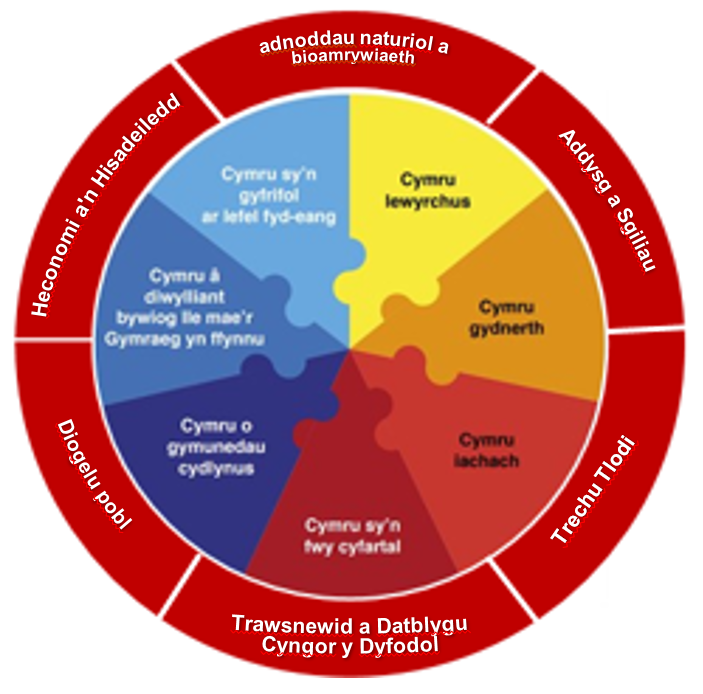 adnoddau naturiol a
bioamrywiaeth
Addysg a Sgiliau
Trechu Tlodi
Trawsnewid a Datblygu
Cyngor y Dyfodol
Diogelu pobl
Heconomi a'n Hisadeiledd
Cymru
lewyrchus
Cymru
gydnerth
Cymru
iachach
Cymru sy'n
fwy cyfartal
Cymru o
gymunedau
cydlynus
Cymru â
diwylliant
bywiog lle mae'r
Gymraeg yn ffynnu
Cymru sy'n
gyfrifol
ar lefel fyd-eang